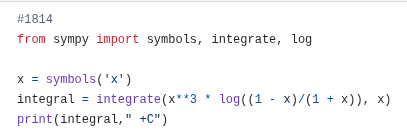 #1814
from sympy import symbols, integrate, log
x = symbols('x')
integral = integrate(x**3 * log((1 - x)/(1 + x)), x)
print(integral," +C")